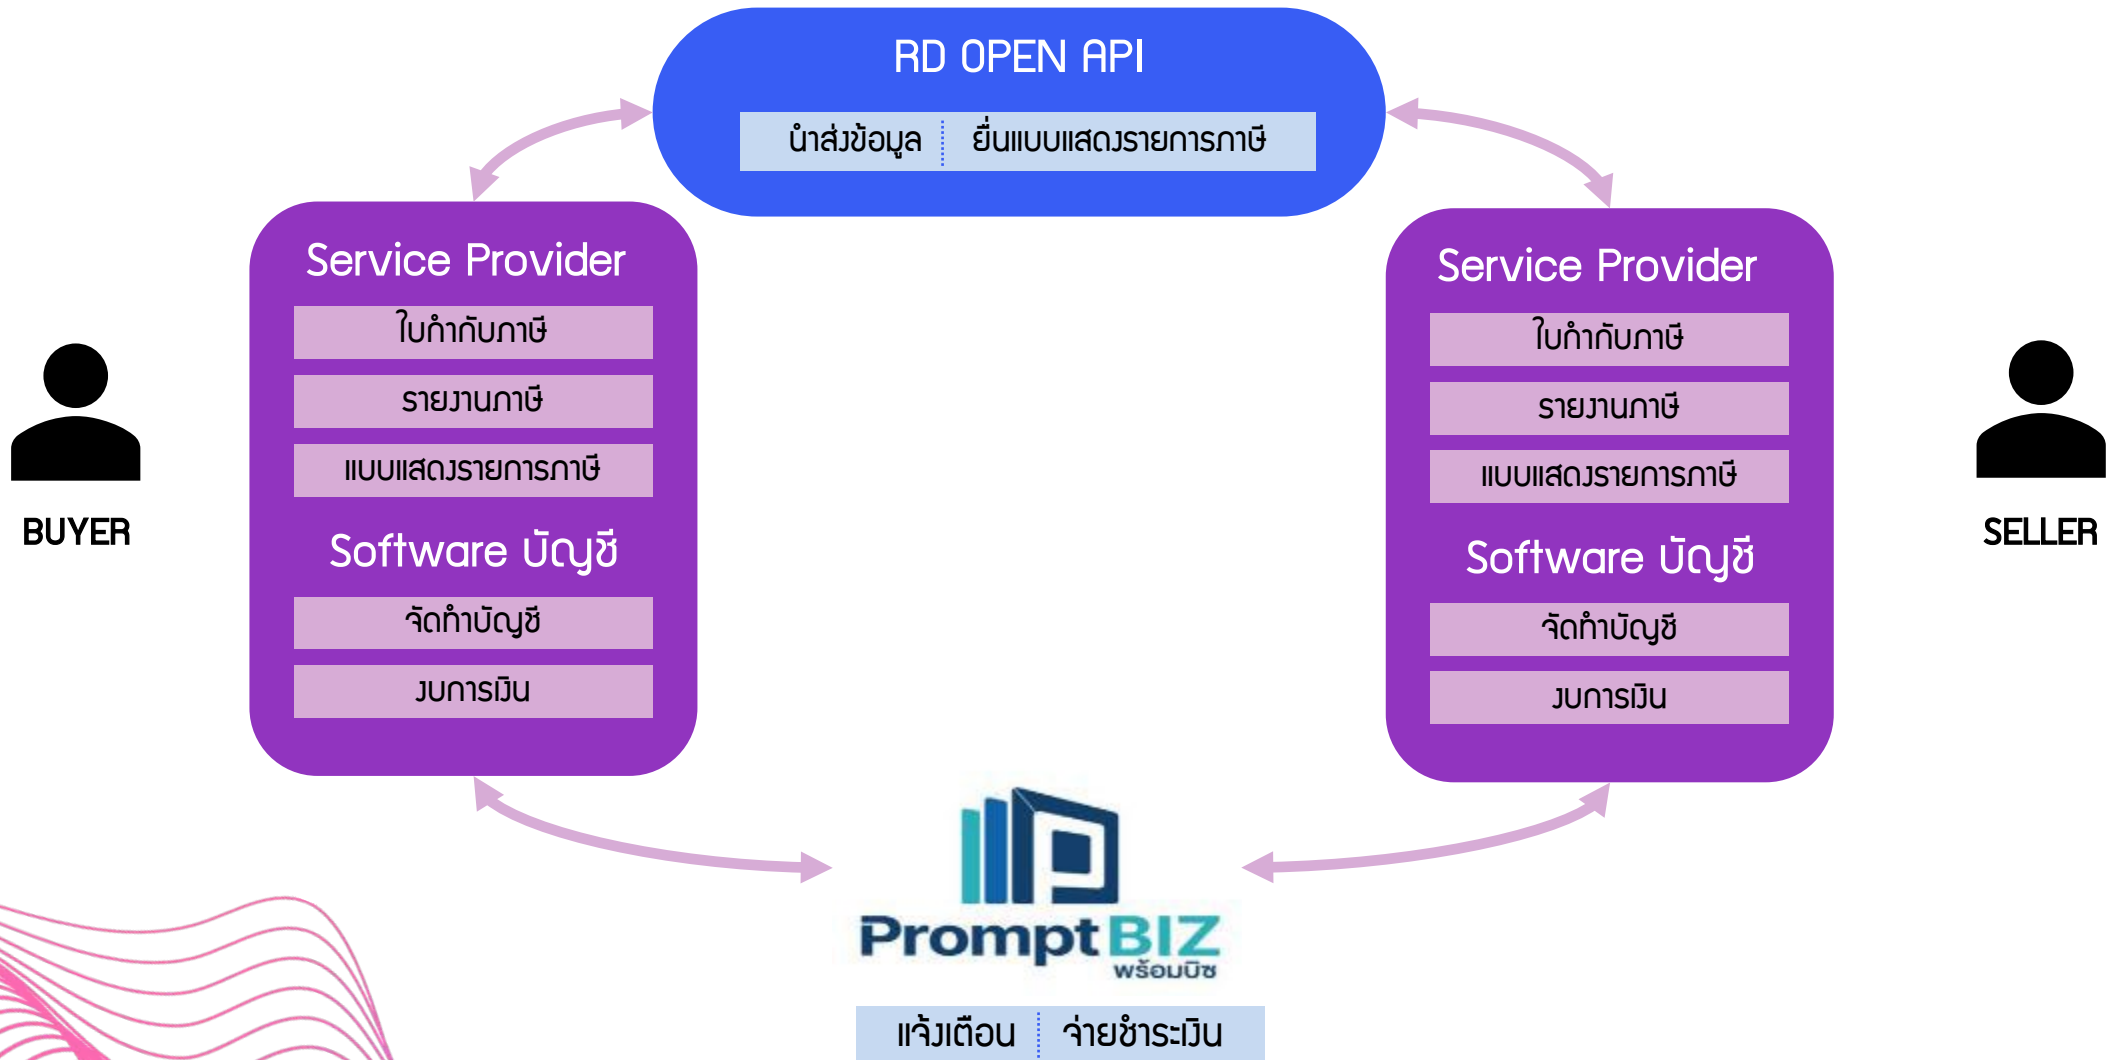 RD OPEN API
นำส่งข้อมูล ยื่นแบบแสดงรายการภาษี
Service Provider
ใบกำกับภาษี
รายงานภาษี
แบบแสดงรายการภาษี
Software บัญชี
จัดทำบัญชี
งบการเงิน
BUYER
Service Provider
ใบกำกับภาษี
รายงานภาษี
แบบแสดงรายการภาษี
Software บัญชี
จัดทำบัญชี
งบการเงิน
SELLER
PromptBIZ
พร้อมบิซ
แจ้งเตือน จ่ายชำระเงิน